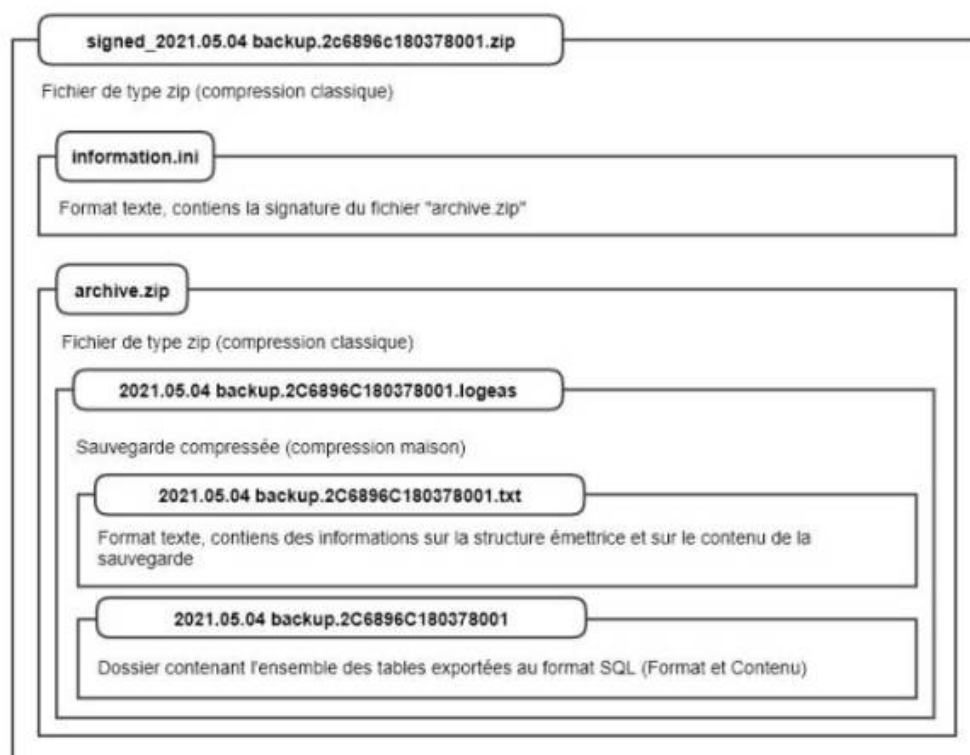 signed_2021.05.04 backup.2c6896c180378001.zip
Fichier de type zip (compression classique)
information.ini
Format texte, contiens la signature du fichier "archive.zip"
archive.zip
Fichier de type zip (compression classique)
2021.05.04 backup.2C6896C180378001.logeas
Sauvegarde compressée (compression maison)
2021.05.04 backup.2C6896C180378001.txt
Format texte, contiens des informations sur la structure émettrice et sur le contenu de la
sauvegarde
2021.05.04 backup.2C6896C180378001
Dossier contenant l'ensemble des tables exportées au format SQL (Format et Contenu)